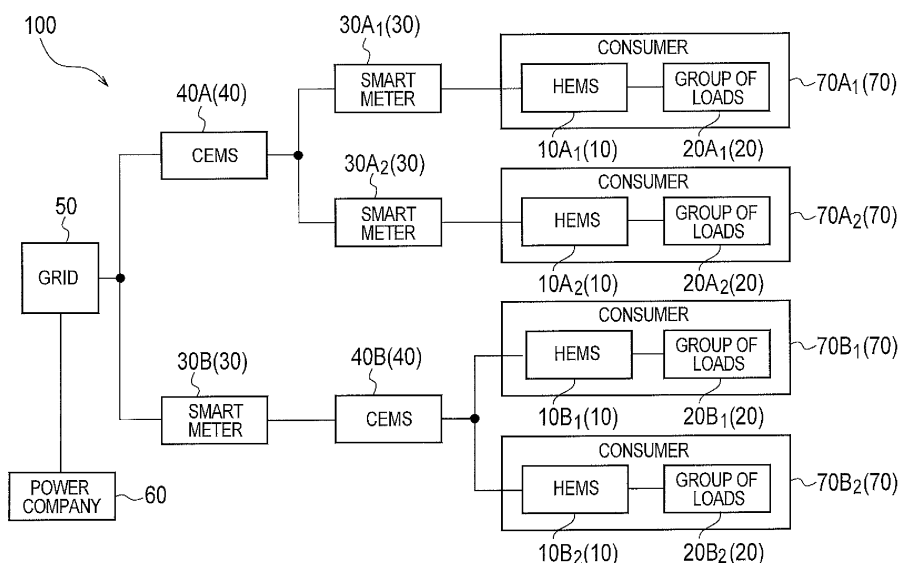 100
30A1(30)
SMART
METER
CONSUMER
HEMS
GROUP OF
LOADS
70A1(70)
10A1(10)
20A1(20)
40A(40)
CEMS
30A2(30)
SMART
METER
CONSUMER
HEMS
GROUP OF
LOADS
70A2(70)
10A2(10)
20A2(20)
50
GRID
30B(30)
SMART
METER
40B(40)
CEMS
CONSUMER
HEMS
GROUP OF
LOADS
70B1(70)
10B1(10)
20B1(20)
CONSUMER
HEMS
GROUP OF
LOADS
70B2(70)
10B2(10)
20B2(20)
POWER
COMPANY
60